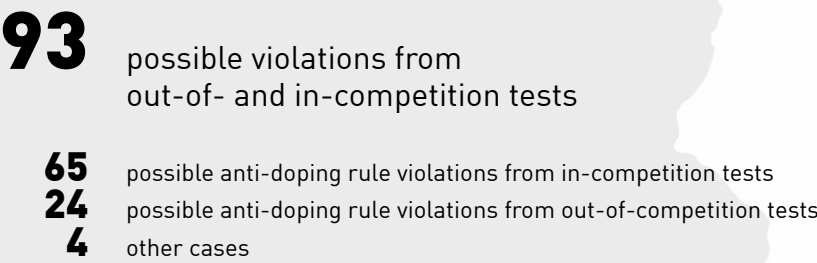 93 possible violations from
out-of- and in-competition tests
65 possible anti-doping rule violations from in-competition tests
24 possible anti-doping rule violations from out-of-competition tests
4 other cases